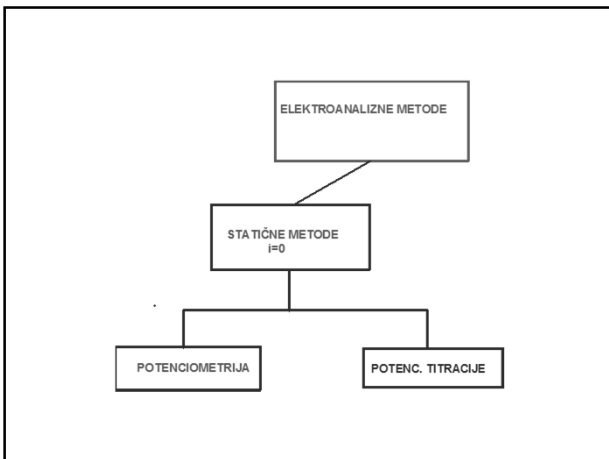 ELEKTROANALIZNE METODE
STATIČNE METODE
i=0
POTENCIOMETRIJA
POTENC. TITRACIJE